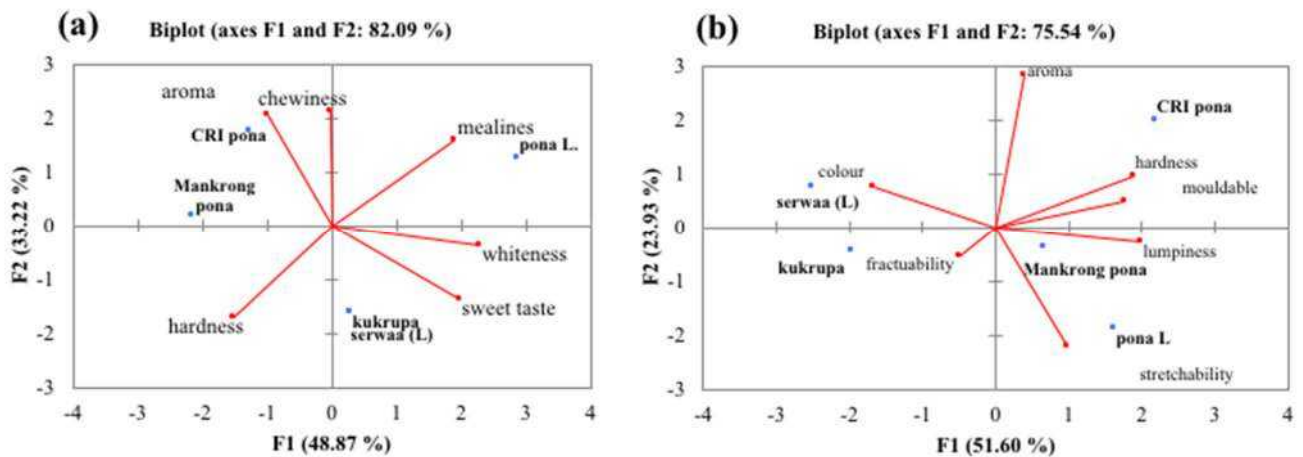 (a)
Biplot (axes F1 and F2: 82.09 %)
3
2
1
0
-1
-2
-3
F2 (33.22 %)
aroma
chewiness
CRI pona
mealines
pona L.
Mankrong
pona
whiteness
sweet taste
hardness
kukrupa
serwaa (L)
-4 -3 -2 -1 0 1 2 3 4
F1 (48.87 %)
(b)
Biplot (axes F1 and F2: 75.54 %)
3
2
1
0
-1
-2
-3
F2 (23.93 %)
aroma
CRI pona
hardness
colour
mouldable
serwaa (L)
lumpiness
kukrupa
fractuability
Mankrong pona
pona L
stretchability
-4 -3 -2 -1 0 1 2 3 4
F1 (51.60 %)